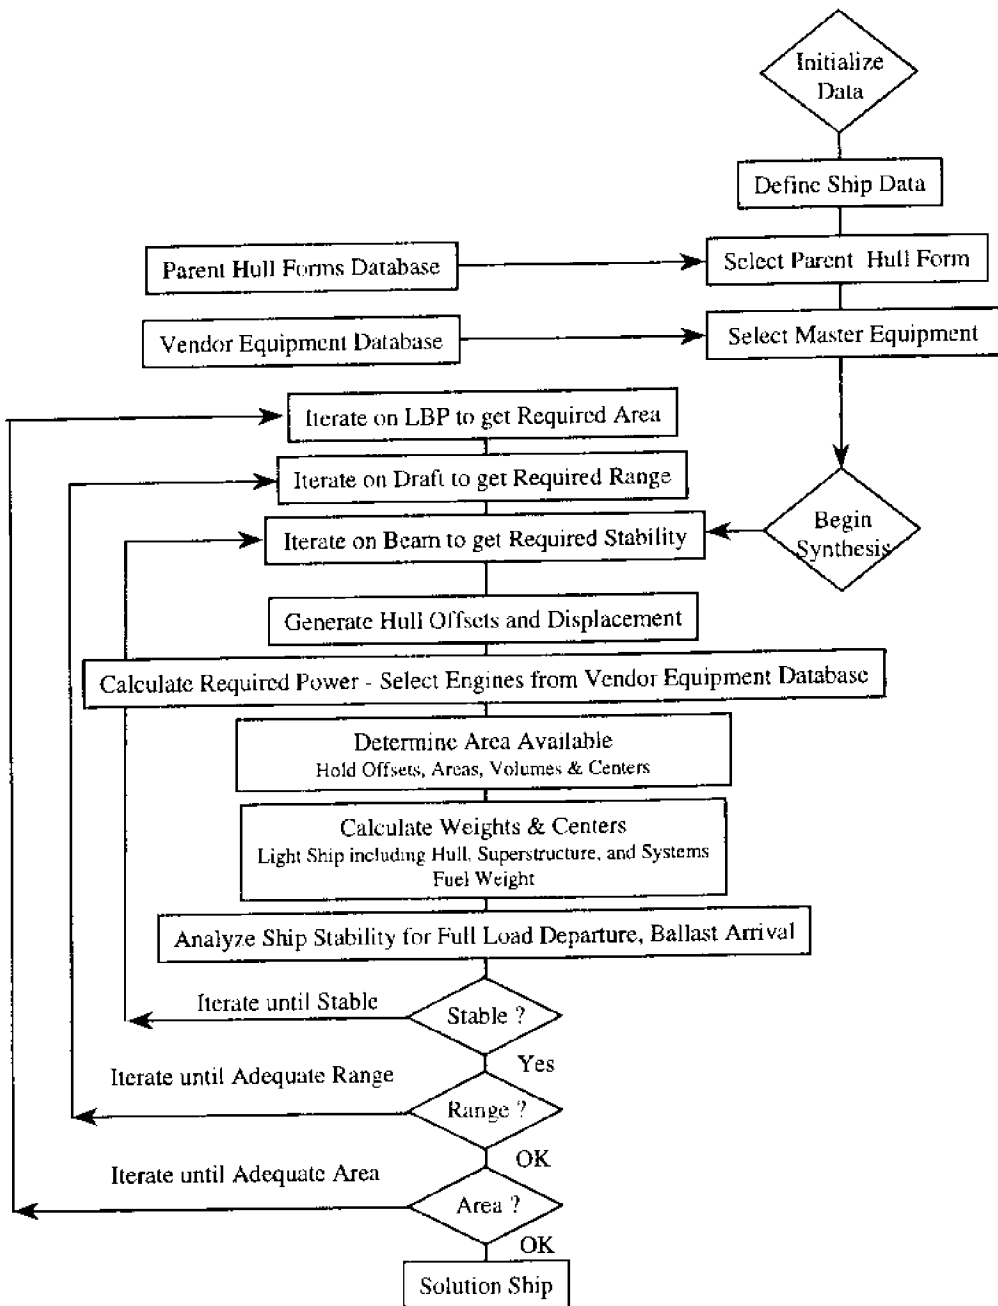 Initialize
Data
Define Ship Data
Parent Hull Forms Database
Select Parent Hull Form
Vendor Equipment Database
Select Master Equipment
Iterate on LBP to get Required Area
Iterate on Draft to get Required Range
Iterate on Beam to get Required Stability
Begin
Synthesis
Generate Hull Offsets and Displacement
Calculate Required Power - Select Engines from Vendor Equipment Database
Determine Area Available
Hold Offsets, Areas, Volumes & Centers
Calculate Weights & Centers
Light Ship including Hull, Superstructure, and Systems
Fuel Weight
Analyze Ship Stability for Full Load Departure, Ballast Arrival
Iterate until Stable
Stable ?
Yes
Iterate until Adequate Range
Range ?
OK
Iterate until Adequate Area
Area ?
OK
Solution Ship